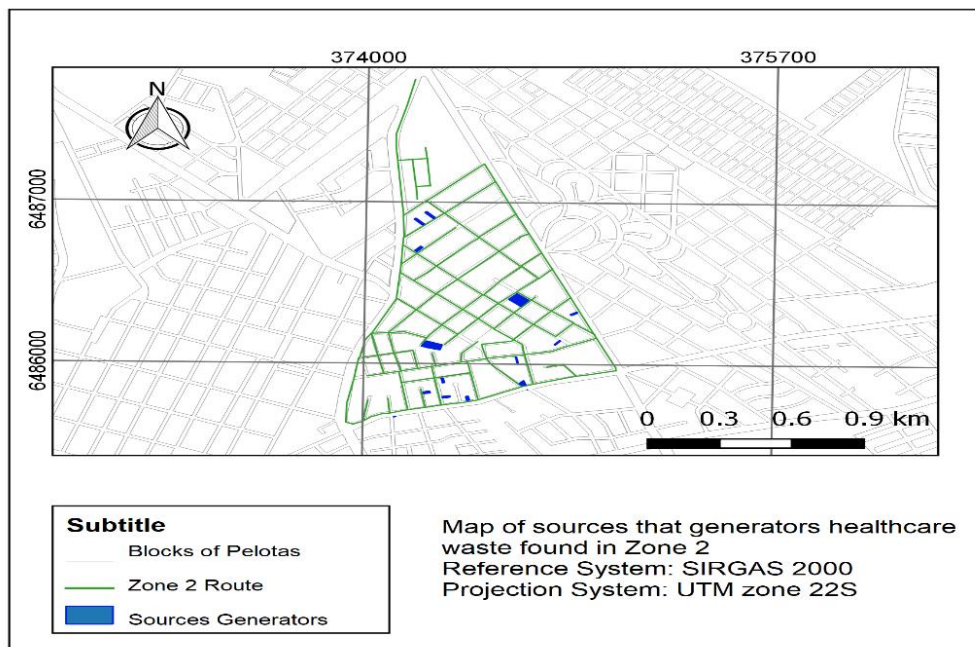 374000 375700
N
6487000
6486000
0 0.3 0.6 0.9 km
Subtitle
Blocks of Pelotas
Zone 2 Route
Sources Generators
Map of sources that generators healthcare
waste found in Zone 2
Reference System: SIRGAS 2000
Projection System: UTM zone 22S